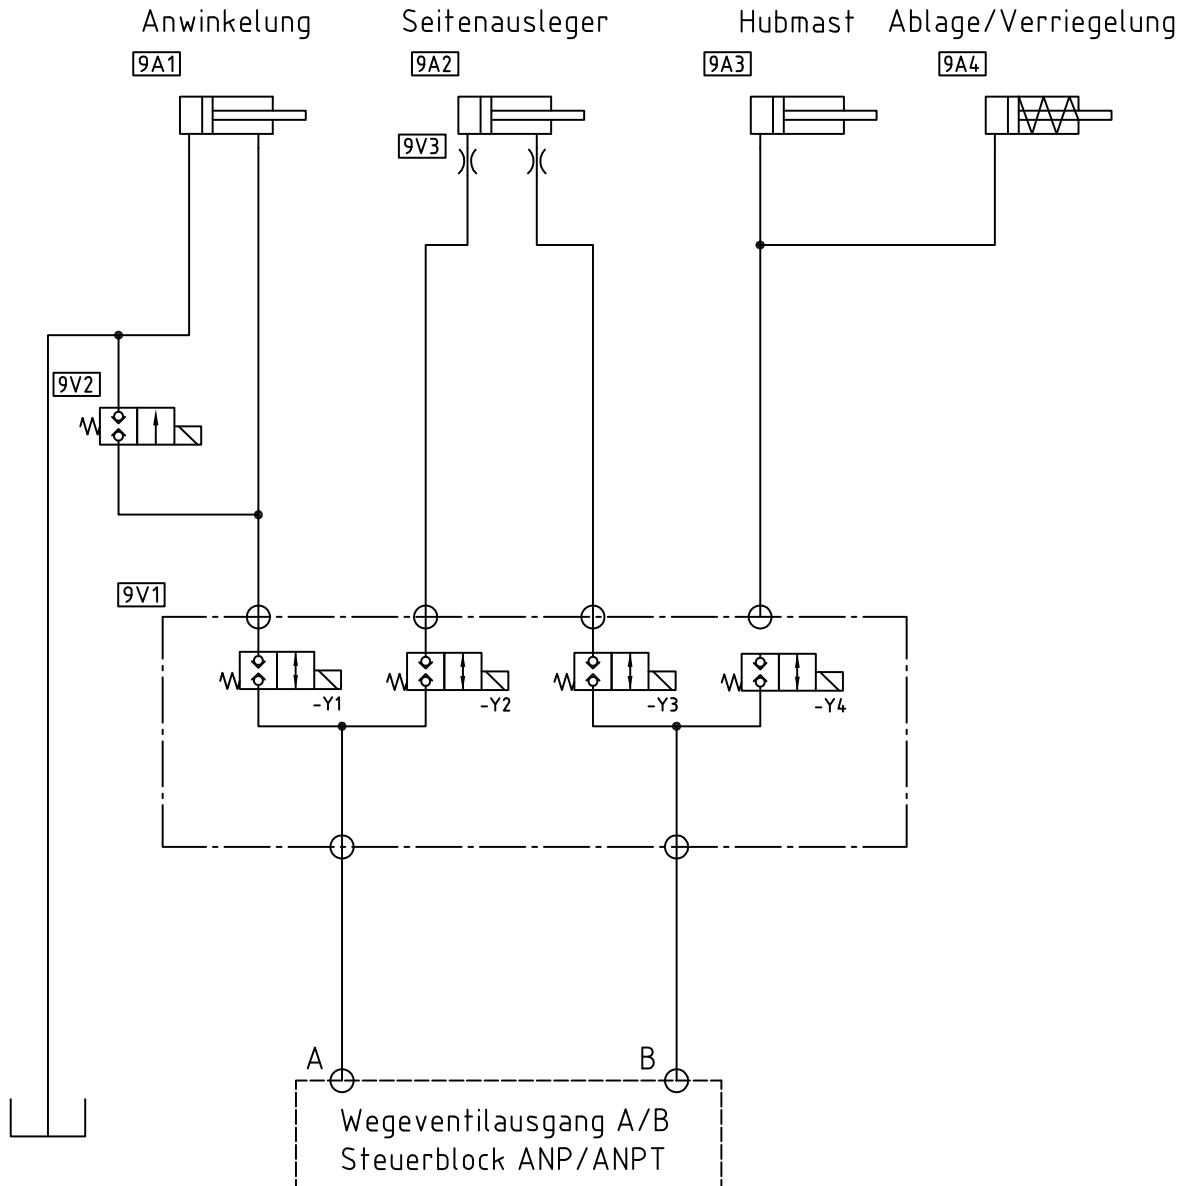 Anwinkelung
Seitenausleger
Hubmast
Ablage/Verriegelung
9A1
9A2
9A3
9A4
9V3
9V2
9V1
-Y1
-Y2
-Y3
-Y4
A
B
Wegeventilausgang A/B
Steuerblock ANP/ANPT